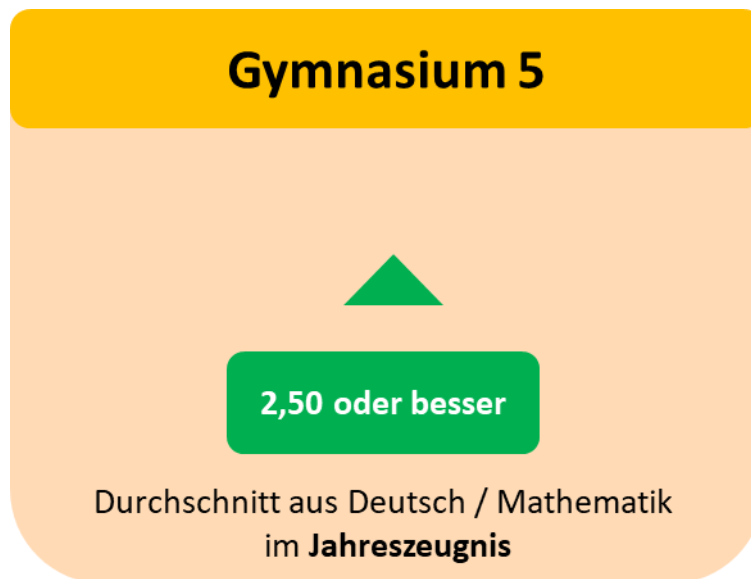 Gymnasium 5
2,50 oder besser
Durchschnitt aus Deutsch / Mathematik
im Jahreszeugnis